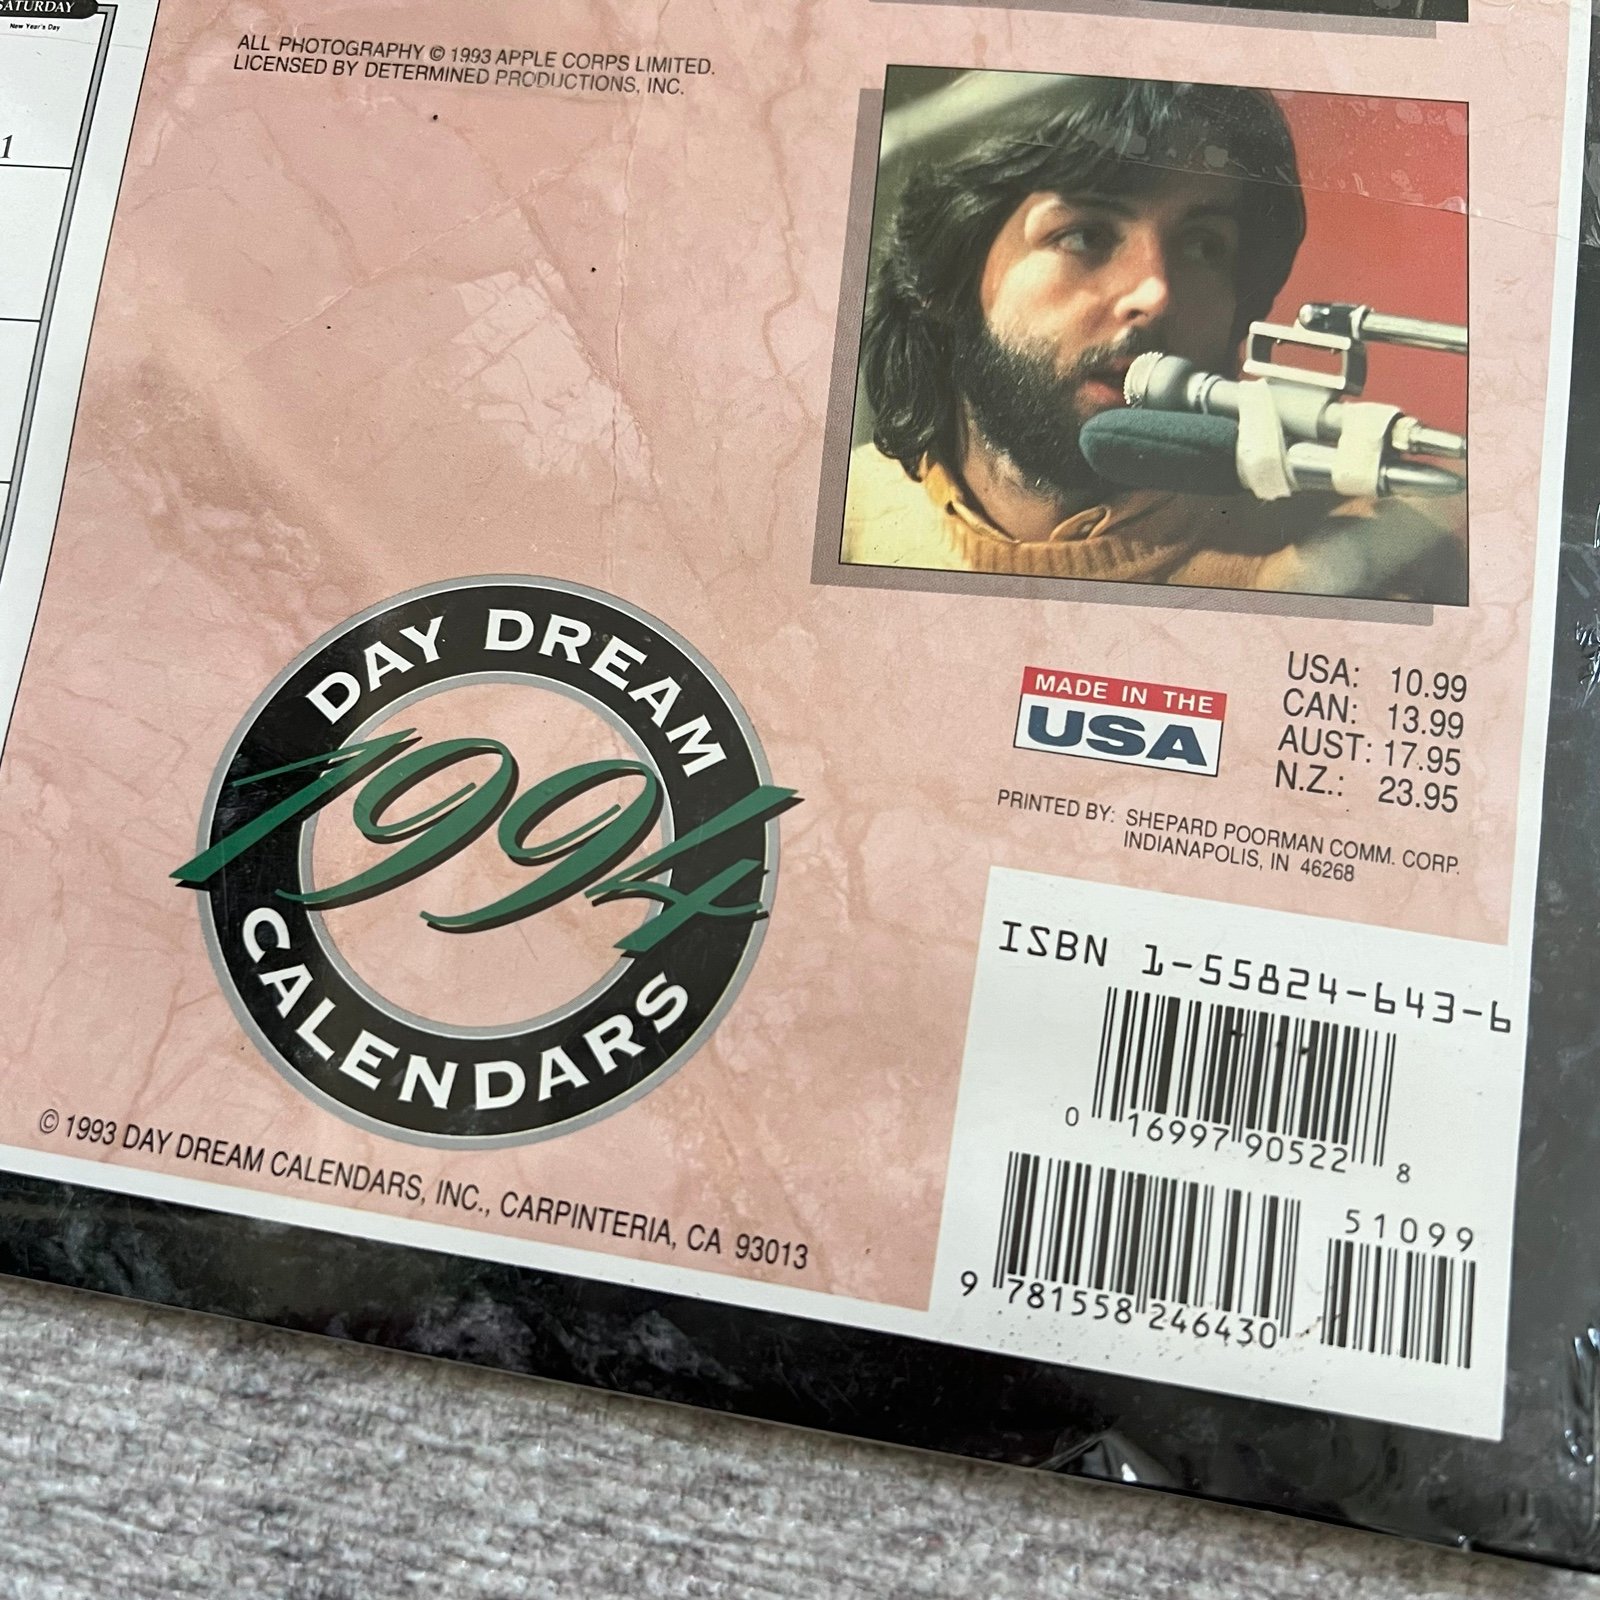 SATURDAY
New Year's Day
1
ALL PHOTOGRAPHY © 1993 APPLE CORPS LIMITED.
LICENSED BY DETERMINED PRODUCTIONS, INC.
DAY DREAM
1994
CALENDARS
© 1993 DAY DREAM CALENDARS, INC., CARPINTERIA, CA 93013
MADE IN THE
USA
USA: 10.99
CAN: 13.99
AUST: 17.95
N.Z.: 23.95
PRINTED BY: SHEPARD POORMAN COMM. CORP.
INDIANAPOLIS, IN 46268
ISBN 1-55824-643-6
0 16997 90522 8
51099
9 781558 246430